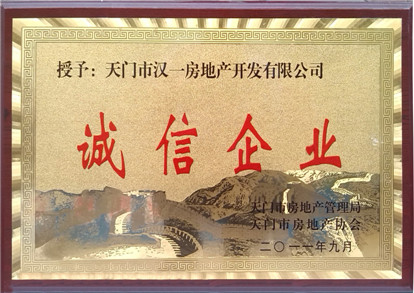 授予：天门市汉一房地产开发有限公司
诚信企业
天门市房地产管理局
天门市房地产协会
二〇一一年九月